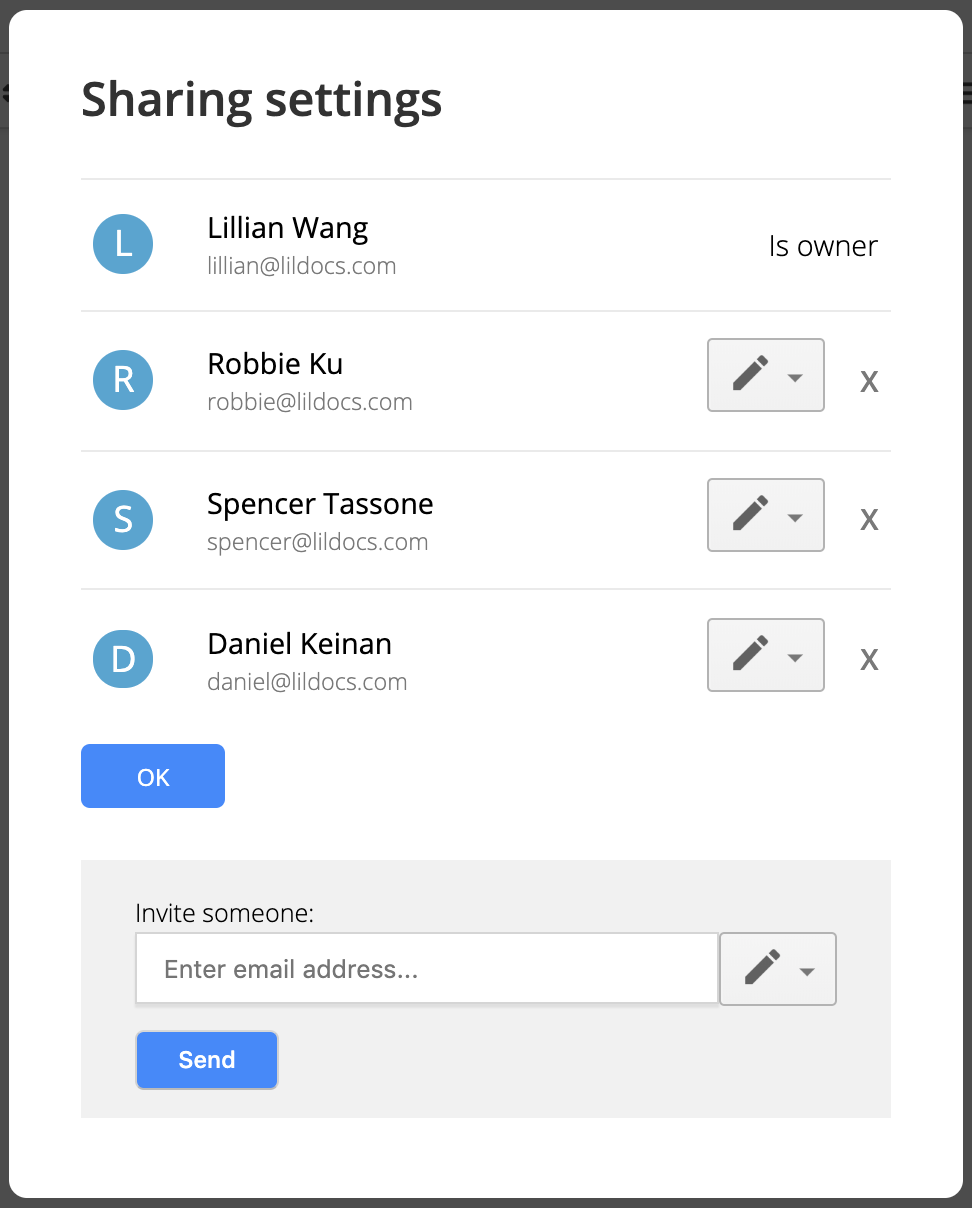 Sharing settings
L
Lillian Wang
lillian@lildocs.com
Is owner
R
Robbie Ku
robbie@lildocs.com
X
S
Spencer Tassone
spencer@lildocs.com
X
D
Daniel Keinan
daniel@lildocs.com
X
OK
Invite someone:
Enter email address...
Send